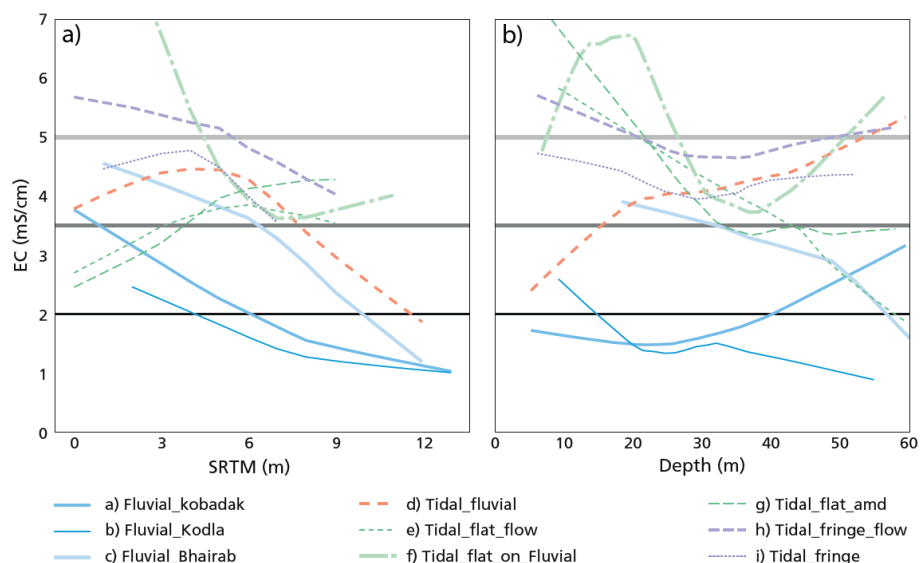 a)
b)
7
6
5
4
3
2
1
0
EC (mS/cm)
0 3 6 9 12
0 10 20 30 40 50 60
SRTM (m)
Depth (m)
a) Fluvial_kobadak
b) Fluvial_Kodla
c) Fluvial_Bhairab
d) Tidal_fluvial
e) Tidal_flat_flow
f) Tidal_flat_on_Fluvial
g) Tidal_flat_amd
h) Tidal_fringe_flow
i) Tidal_fringe